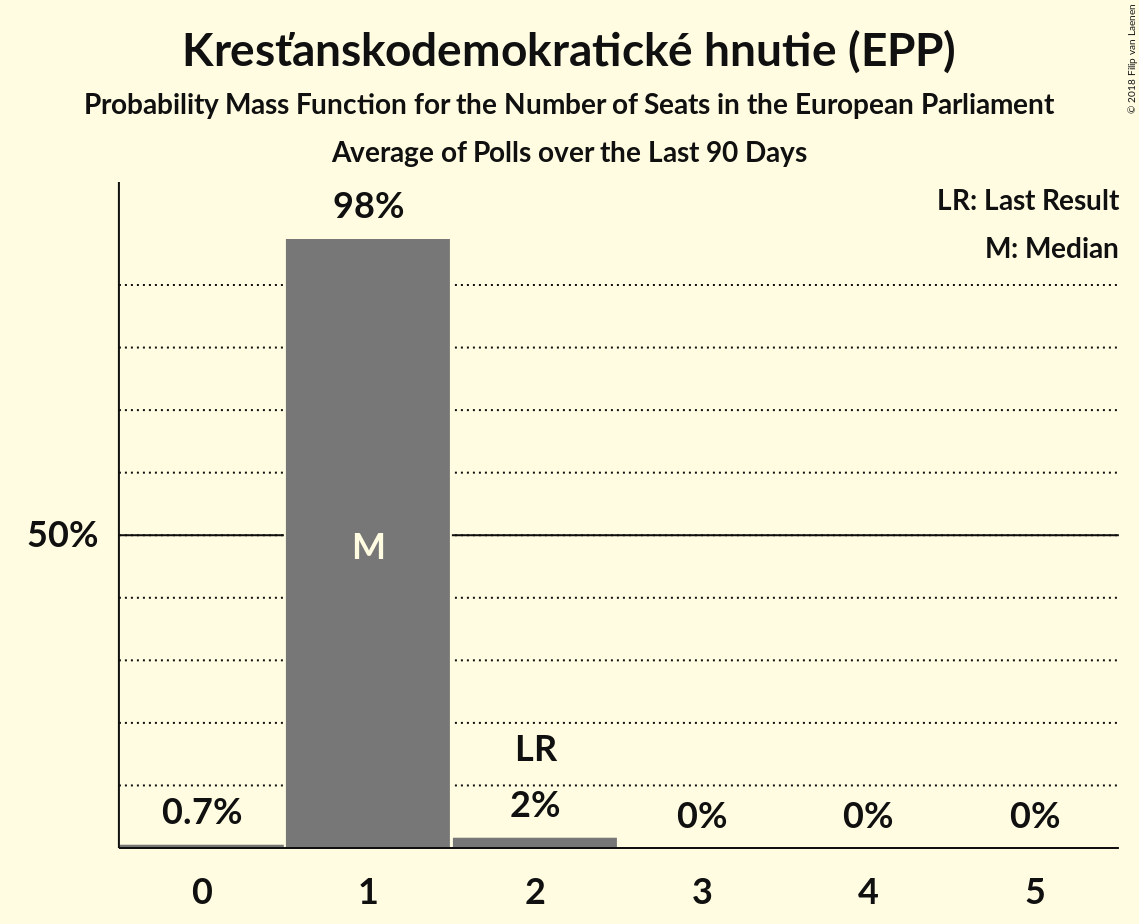 Kresťanskodemokratické hnutie (EPP)
Probability Mass Function for the Number of Seats in the European Parliament
Average of Polls over the Last 90 Days
© 2018 Filip van Laenen
LR: Last Result
M: Median
98%
50%
M
LR
0.7%
2%
0%
0%
0%
0
1
2
3
4
5